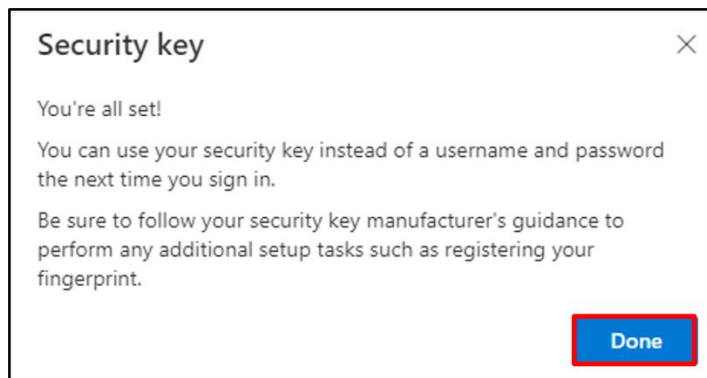 Security key
You're all set!
You can use your security key instead of a username and password
the next time you sign in.
Be sure to follow your security key manufacturer's guidance to
perform any additional setup tasks such as registering your
fingerprint.
Done